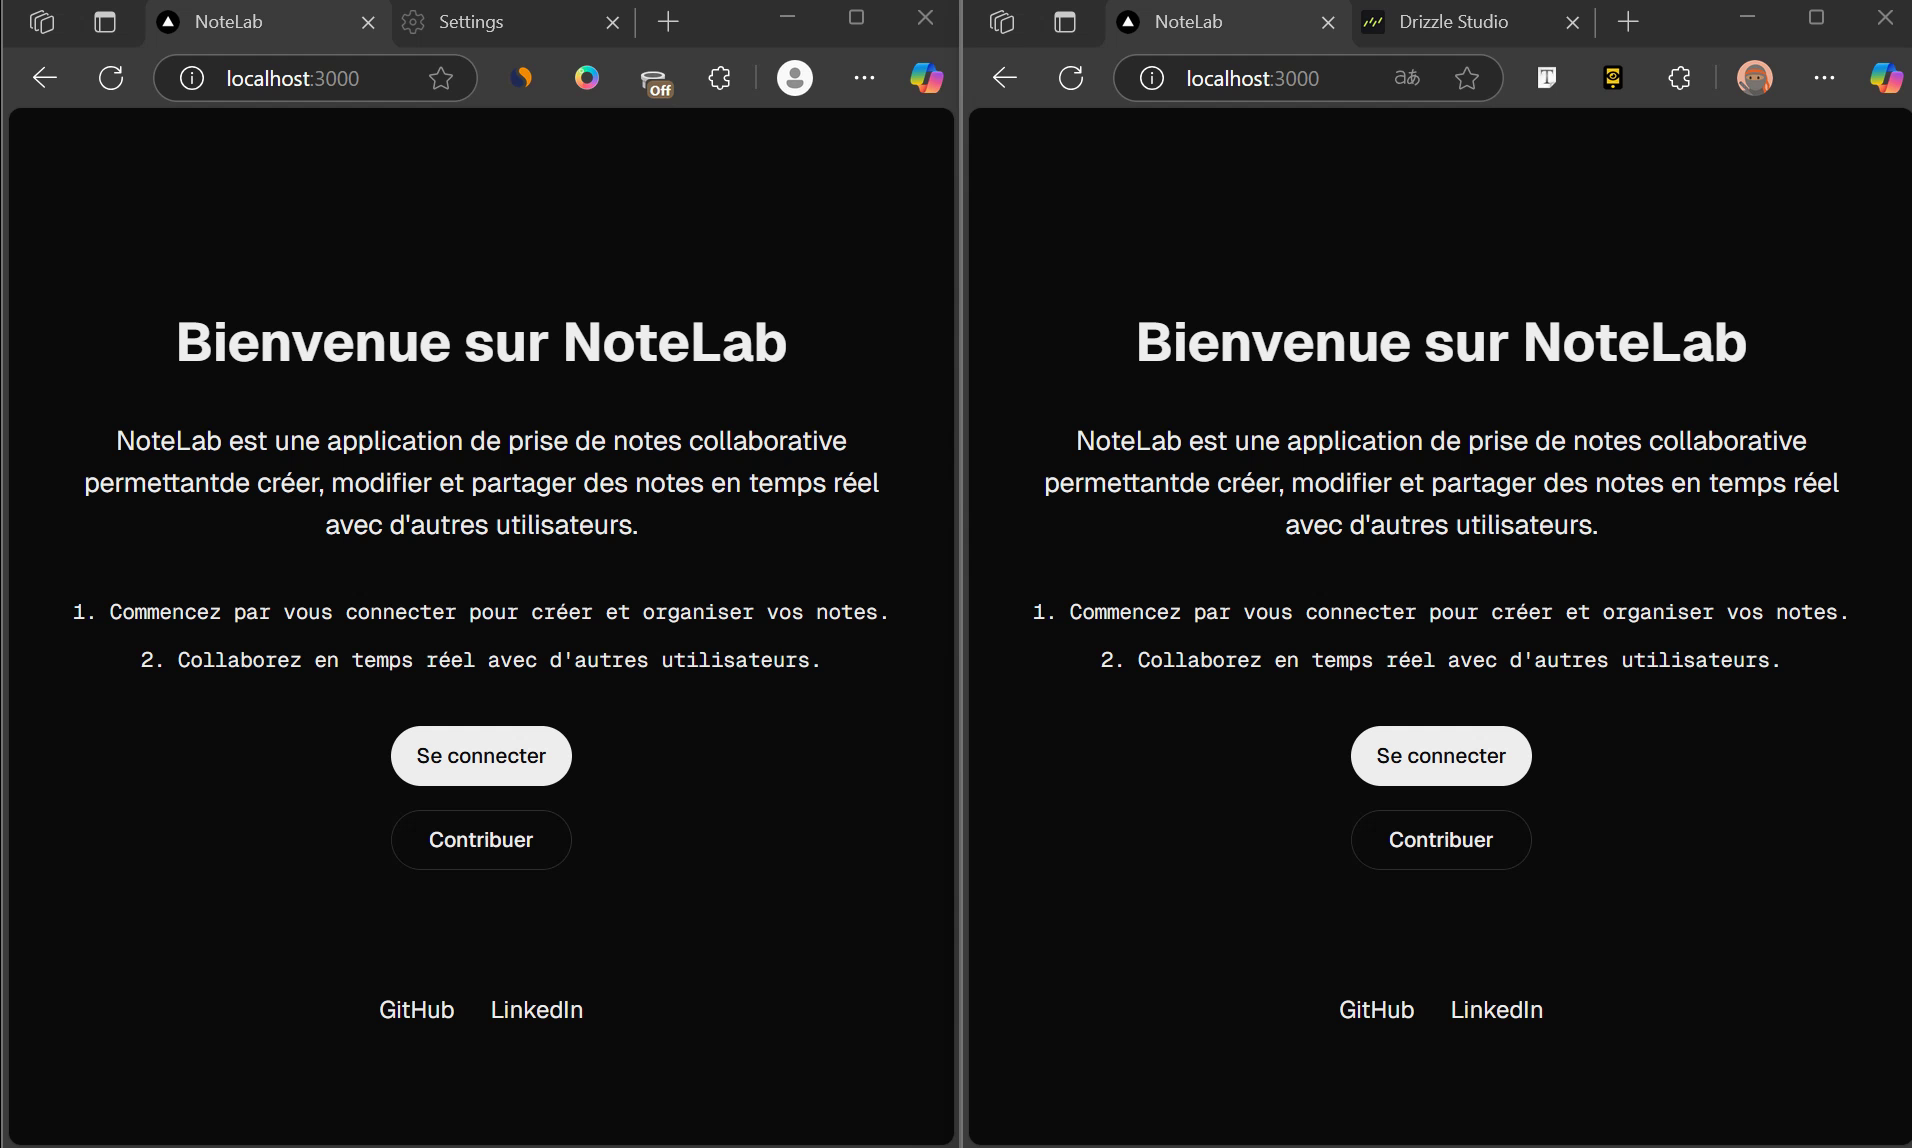 NoteLab
Settings
localhost:3000
Off
Bienvenue sur NoteLab
NoteLab est une application de prise de notes collaborative
permettantde créer, modifier et partager des notes en temps réel
avec d'autres utilisateurs.
1. Commencez par vous connecter pour créer et organiser vos notes.
2. Collaborez en temps réel avec d'autres utilisateurs.
Se connecter
Contribuer
GitHub LinkedIn
NoteLab
Drizzle Studio
localhost:3000
aあ
T
Bienvenue sur NoteLab
NoteLab est une application de prise de notes collaborative
permettantde créer, modifier et partager des notes en temps réel
avec d'autres utilisateurs.
1. Commencez par vous connecter pour créer et organiser vos notes.
2. Collaborez en temps réel avec d'autres utilisateurs.
Se connecter
Contribuer
GitHub LinkedIn